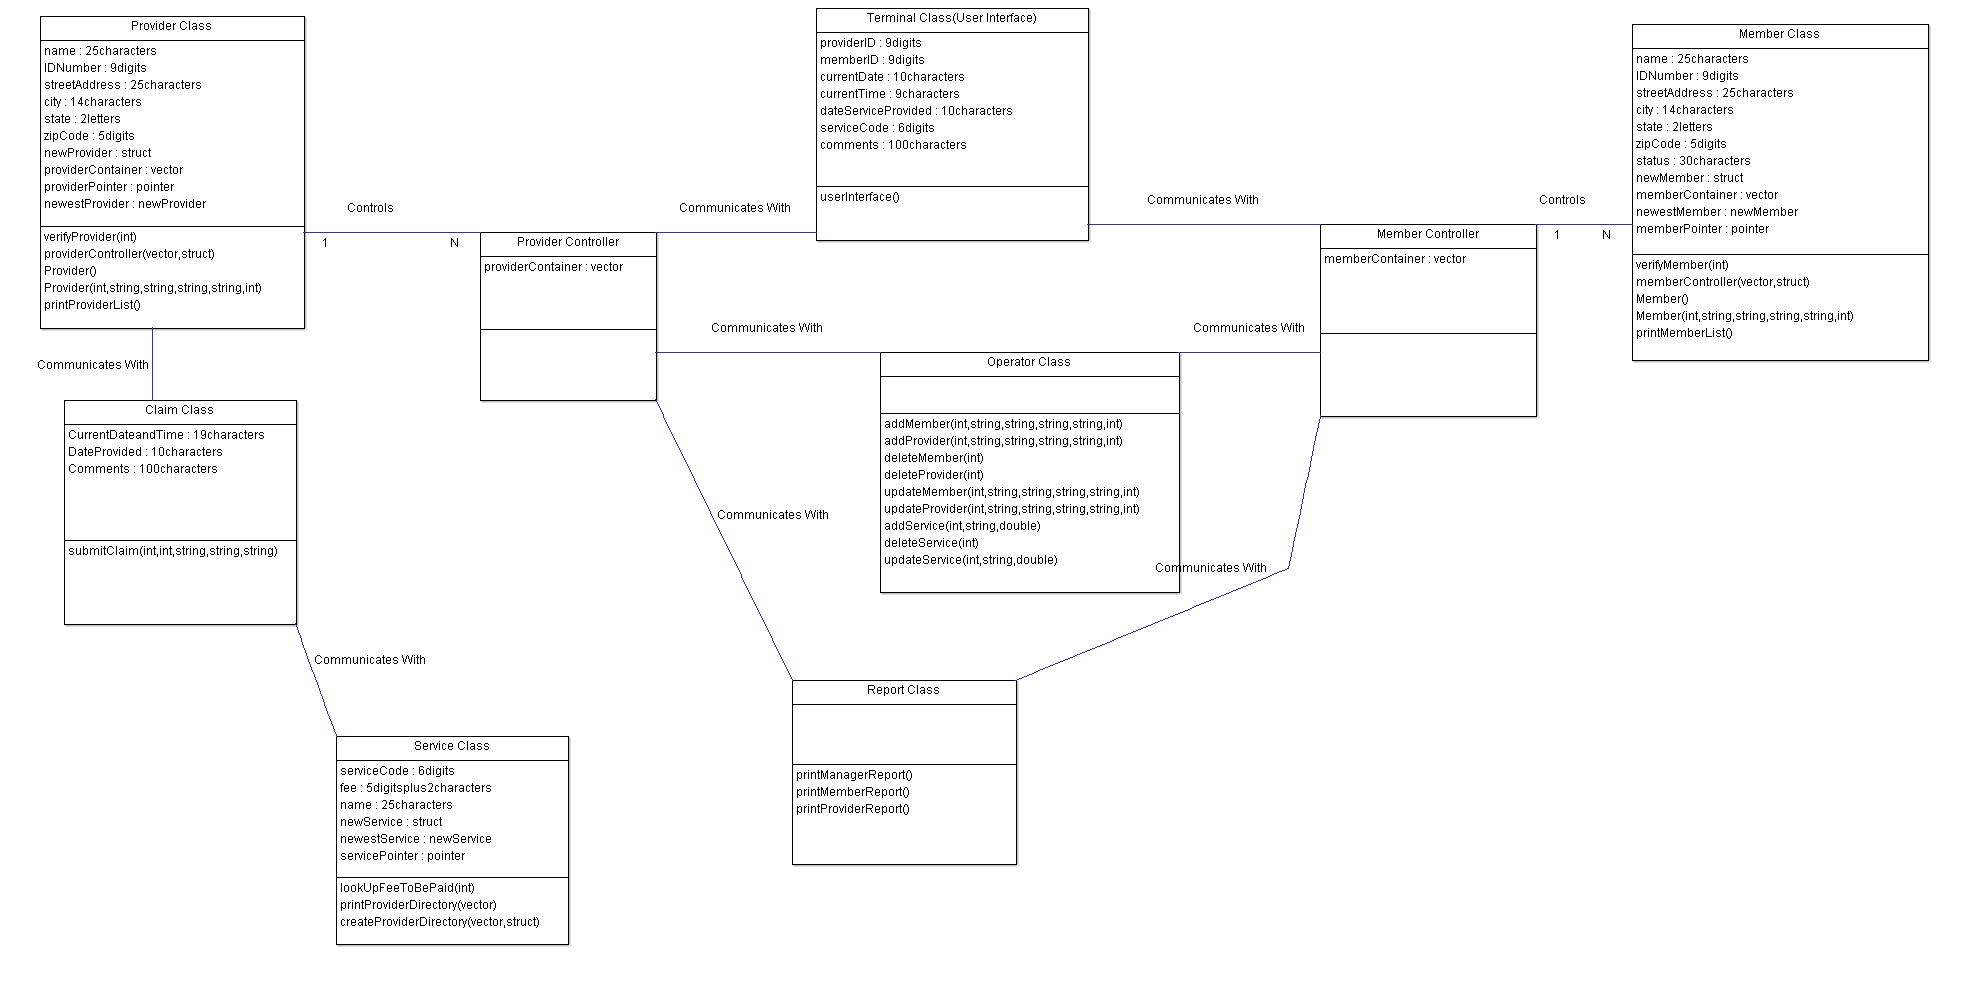 Provider Class
name : 25characters
IDNumber : 9digits
streetAddress : 25characters
city : 14characters
state : 2letters
zipCode : 5digits
newProvider : struct
providerContainer : vector
providerPointer : pointer
newestProvider : newProvider
verifyProvider(int)
providerController(vector,struct)
Provider()
Provider(int,string,string,string,string,int)
printProviderList()
Controls
1
N
Provider Controller
providerContainer : vector
Communicates With
Terminal Class(User Interface)
providerID : 9digits
memberID : 9digits
currentDate : 10characters
currentTime : 9characters
dateServiceProvided : 10characters
serviceCode : 6digits
comments : 100characters
userInterface()
Communicates With
Member Controller
memberContainer : vector
Controls
1
N
Member Class
name : 25characters
IDNumber : 9digits
streetAddress : 25characters
city : 14characters
state : 2letters
zipCode : 5digits
status : 30characters
newMember : struct
memberContainer : vector
newestMember : newMember
memberPointer : pointer
verifyMember(int)
memberController(vector,struct)
Member()
Member(int,string,string,string,string,int)
printMemberList()
Communicates With
Communicates With
Operator Class
addMember(int,string,string,string,string,int)
addProvider(int,string,string,string,string,int)
deleteMember(int)
deleteProvider(int)
updateMember(int,string,string,string,string,int)
updateProvider(int,string,string,string,string,int)
addService(int,string,double)
deleteService(int)
updateService(int,string,double)
Communicates With
Claim Class
CurrentDateandTime : 19characters
DateProvided : 10characters
Comments : 100characters
submitClaim(int,int,string,string,string)
Communicates With
Communicates With
Communicates With
Service Class
serviceCode : 6digits
fee : 5digitsplus2characters
name : 25characters
newService : struct
newestService : newService
servicePointer : pointer
lookUpFeeToBePaid(int)
printProviderDirectory(vector)
createProviderDirectory(vector,struct)
Report Class
printManagerReport()
printMemberReport()
printProviderReport()